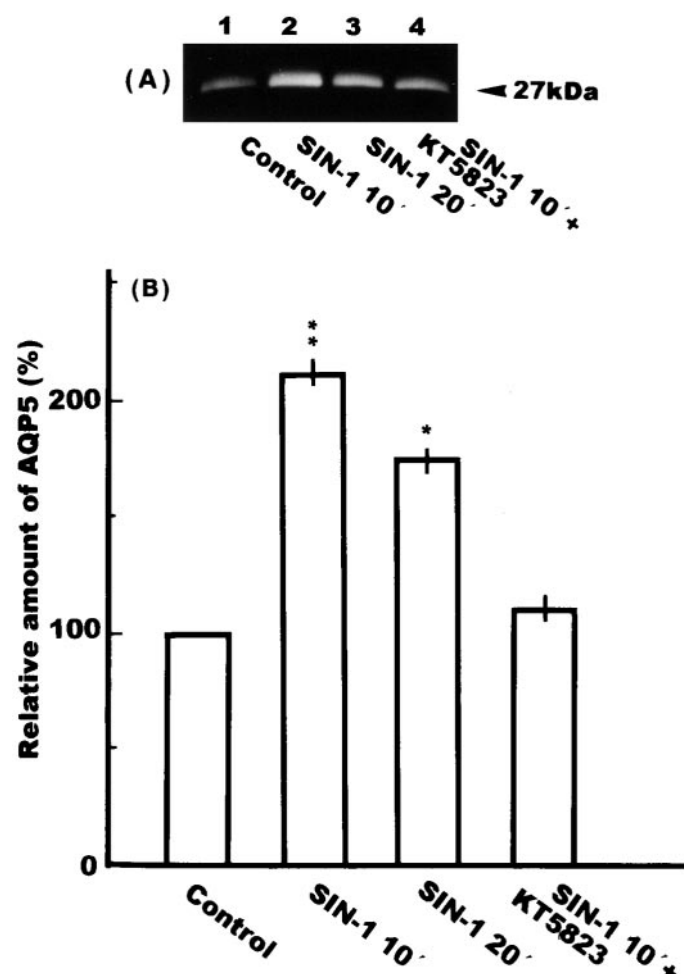 1 2 3 4
(A)
27kDa
Control
SIN-1 10´
SIN-1 20´
SIN-1 10´+
KT5823
(B)
Relative amount of AQP5 (%)
200
100
0
**
*
Control
SIN-1 10´
SIN-1 20´
SIN-1 10´+
KT5823